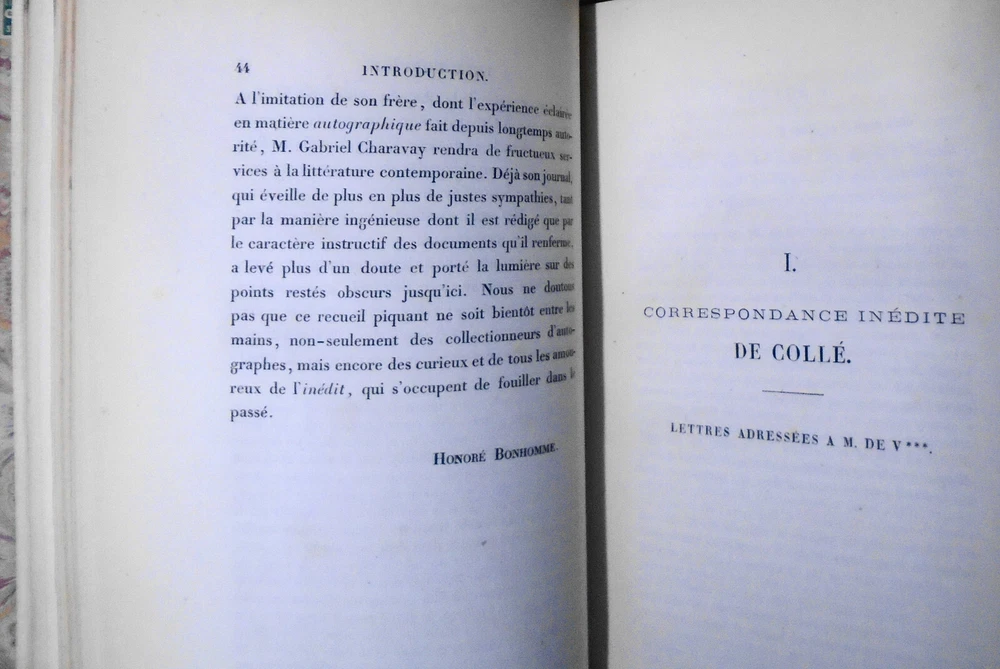 44
INTRODUCTION.
A l'imitation de son frère, dont l'expérience éclairée
en matière autographique fait depuis longtemps auto-
rité, M. Gabriel Charavay rendra de fructueux ser-
vices à la littérature contemporaine. Déjà son journal,
qui éveille de plus en plus de justes sympathies, tant
par la manière ingénieuse dont il est rédigé que par
le caractère instructif des documents qu'il renferme,
a levé plus d'un doute et porté la lumière sur des
points restés obscurs jusqu'ici. Nous ne doutons
pas que ce recueil piquant ne soit bientôt entre les
mains, non-seulement des collectionneurs d'auto-
graphes, mais encore des curieux et de tous les amou-
reux de l'inédit, qui s'occupent de fouiller dans le
passé.
HONORÉ BONHOMME.
I.
CORRESPONDANCE INÉDITE
DE COLLÉ.
LETTRES ADRESSÉES A M. DE V***.